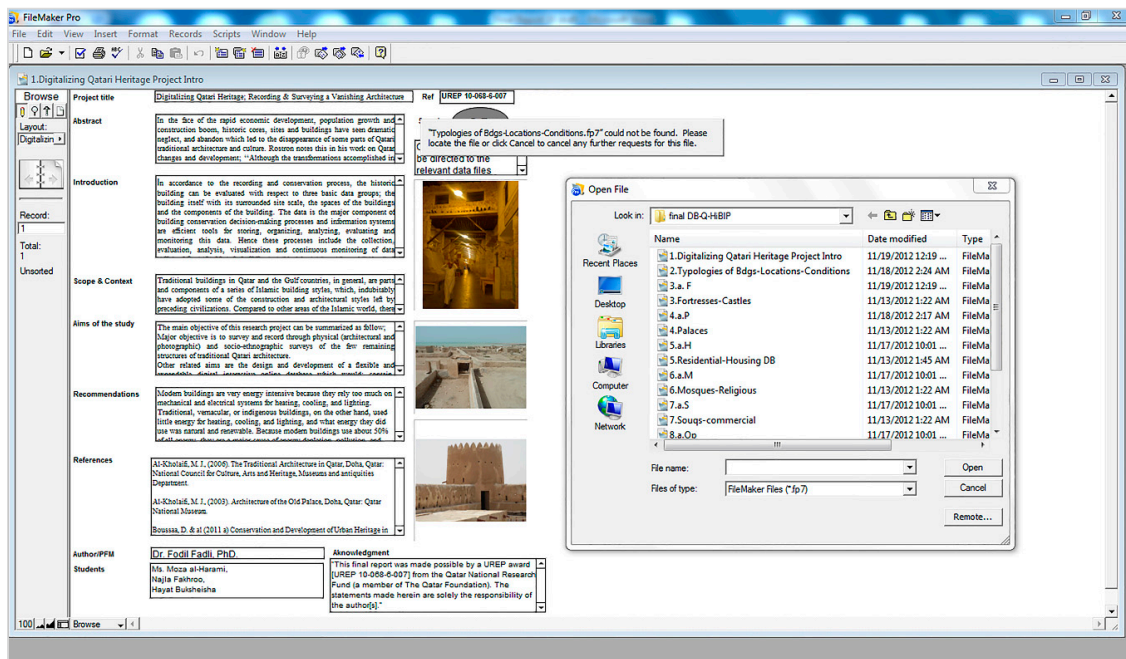 FileMaker Pro
File Edit View Insert Format Records Scripts Window Help
1.Digitalizing Qatari Heritage Project Intro
Browse
Layout:
Digitalizin
Record:
1
Total:
1
Unsorted
Project title
Digitalizing Qatari Heritage; Recording & Surveying a Vanishing Architecture
Ref
UREP 10-068-6-007
Abstract
In the face of the rapid economic development, population growth and
construction boom, historic cores, sites and buildings have seen dramatic
neglect, and abandon which led to the disappearance of some parts of Qatari
traditional architecture and culture. Rostron notes this in his work on Qatar
changes and development; “Although the transformations accomplished in
"Typologies of Bdgs-Locations-Conditions.fp7" could not be found. Please
locate the file or click Cancel to cancel any further requests for this file.
be directed to the
relevant data files
Introduction
In accordance to the recording and conservation process, the historic
building can be evaluated with respect to three basic data groups; the
building itself with its surrounded site scale, the spaces of the buildings
and the components of the building. The data is the major component of
building conservation decision-making processes and information systems
are efficient tools for storing, organizing, analyzing, evaluating and
monitoring this data. Hence these processes include the collection,
evaluation, analysis, visualization and continuous monitoring of data
Scope & Context
Traditional buildings in Qatar and the Gulf countries, in general, are parts
and components of a series of Islamic building styles, which, indubitably
have adopted some of the construction and architectural styles left by
preceding civilizations. Compared to other areas of the Islamic world, there
Aims of the study
The main objective of this research project can be summarized as follow;
Major objective is to survey and record through physical (architectural and
photographic) and socio-ethnographic surveys of the few remaining
structures of traditional Qatari architecture.
Other related aims are the design and development of a flexible and
Recommendations
Modern buildings are very energy intensive because they rely too much on
mechanical and electrical systems for heating, cooling, and lighting.
Traditional, vernacular, or indigenous buildings, on the other hand, used
little energy for heating, cooling, and lighting, and what energy they did
use was natural and renewable. Because modern buildings use about 50%
References
Al-Kholaifi, M. J., (2006). The Traditional Architecture in Qatar, Doha, Qatar:
National Council for Culture, Arts and Heritage, Museums and antiquities
Department.
Al-Kholaifi, M. J., (2003). Architecture of the Old Palace, Doha, Qatar: Qatar
National Museum.
Boussaa, D. & al (2011 a) Conservation and Development of Urban Heritage in
Author/PFM
Dr. Fodil Fadli, PhD.
Students
Ms. Moza al-Harami,
Najla Fakhroo,
Hayat Buksheisha
Aknowledgment
"This final report was made possible by a UREP award
[UREP 10-068-6-007] from the Qatar National Research
Fund (a member of The Qatar Foundation). The
statements made herein are solely the responsibility of
the author[s]."
Open File
Look in: final DB-Q-HiBIP
Recent Places
Desktop
Libraries
Computer
Network
Name Date modified Type
1.Digitalizing Qatari Heritage Project Intro 11/19/2012 12:19 ... FileMa
2.Typologies of Bdgs-Locations-Conditions 11/18/2012 2:24 AM FileMa
3.a. F 11/19/2012 12:19 ... FileMa
3.Fortresses-Castles 11/13/2012 1:22 AM FileMa
4.a.P 11/18/2012 2:17 AM FileMa
4.Palaces 11/13/2012 1:22 AM FileMa
5.a.H 11/17/2012 10:01 ... FileMa
5.Residential-Housing DB 11/13/2012 1:45 AM FileMa
6.a.M 11/17/2012 10:01 ... FileMa
6.Mosques-Religious 11/13/2012 1:22 AM FileMa
7.a.S 11/17/2012 10:01 ... FileMa
7.Souqs-commercial 11/13/2012 1:22 AM FileMa
8.a.Op 11/17/2012 10:01 ... FileMa
File name:
Open
Files of type: FileMaker Files (*.fp7)
Cancel
Remote...
100 Browse